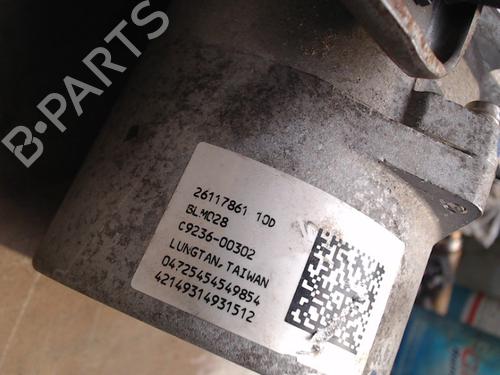 B-PARTS
26117861 10D
BLM028
C9236-00302
LUNGTAN, TAIWAN
04725454549854
42149314931512